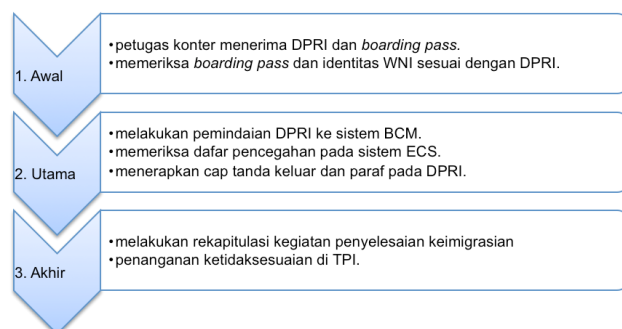 1. Awal
•petugas konter menerima DPRI dan boarding pass.
•memeriksa boarding pass dan identitas WNI sesuai dengan DPRI.
2. Utama
•melakukan pemindaian DPRI ke sistem BCM.
•memeriksa dafar pencegahan pada sistem ECS.
•menerapkan cap tanda keluar dan paraf pada DPRI.
3. Akhir
•melakukan rekapitulasi kegiatan penyelesaian keimigrasian
•penanganan ketidaksesuaian di TPI.